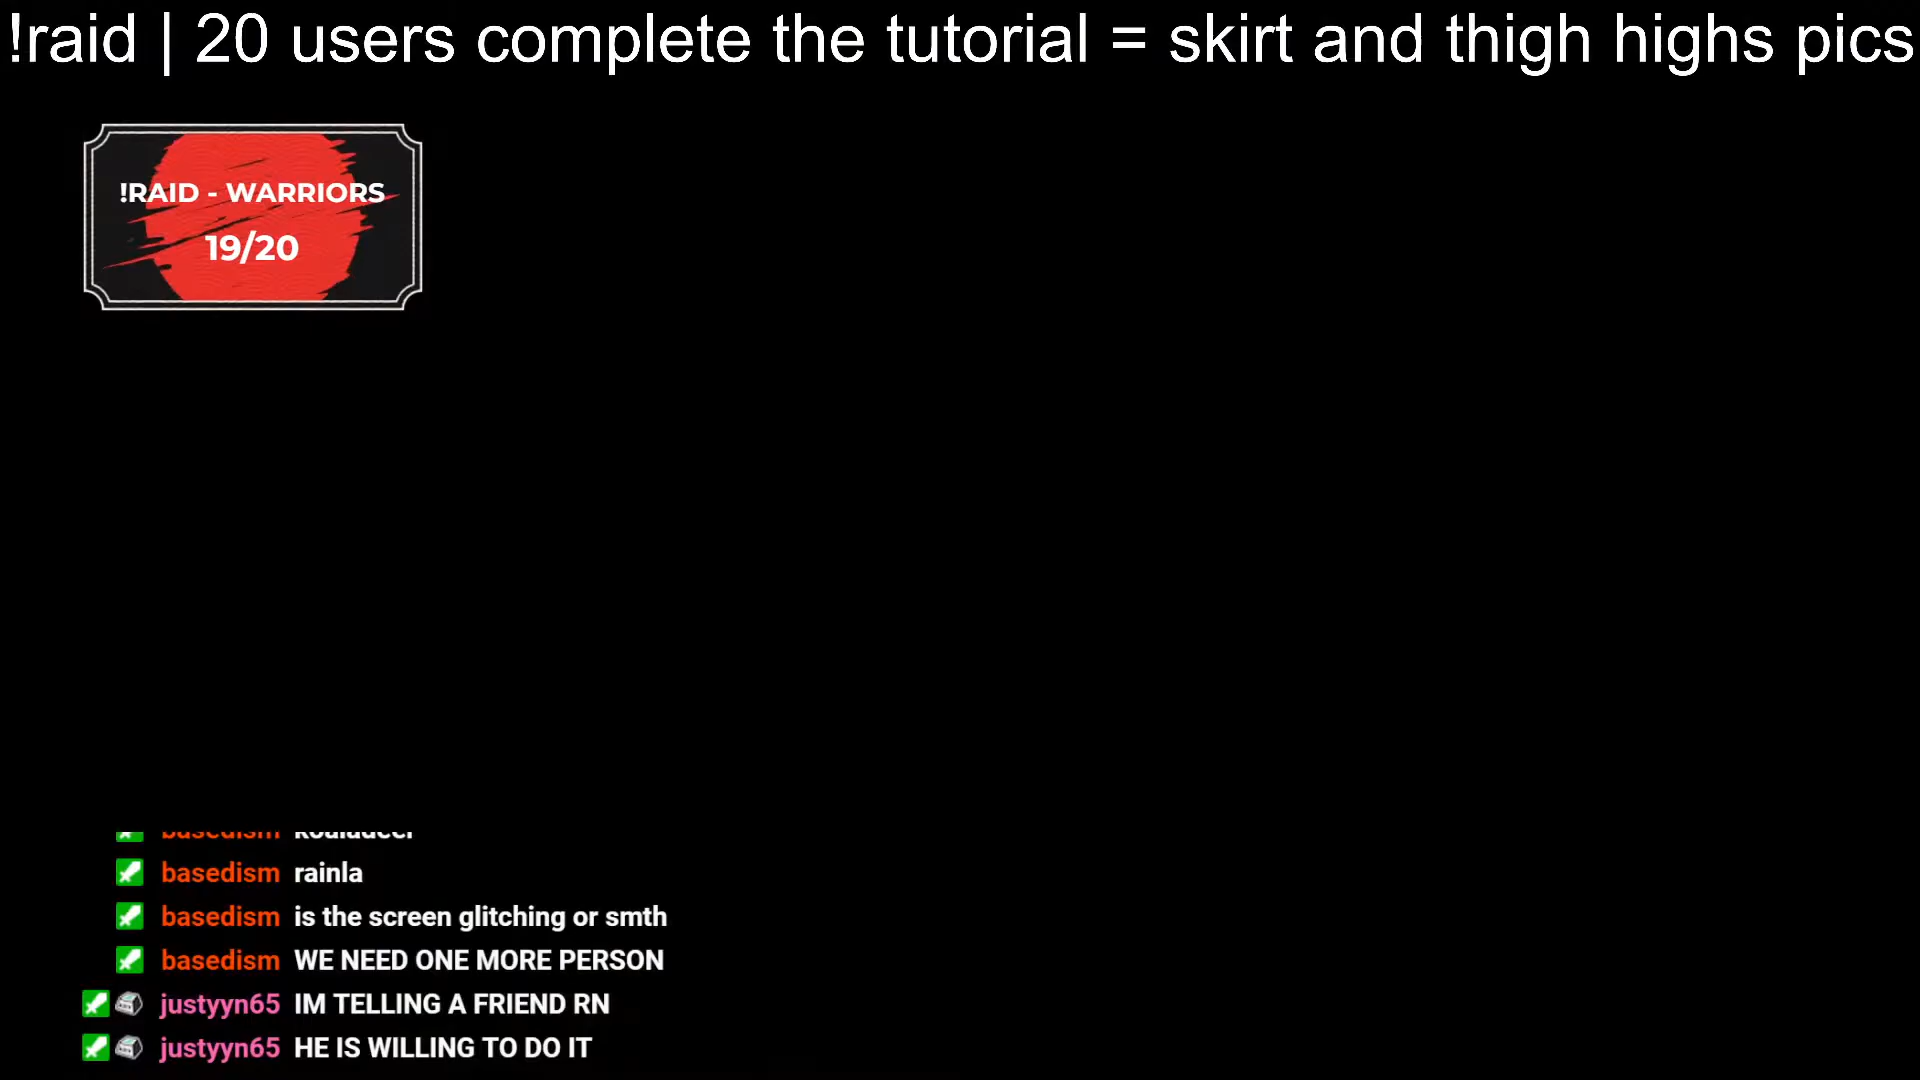 !raid | 20 users complete the tutorial = skirt and thigh highs pics
!RAID - WARRIORS
19/20
basedism
basedism rainla
basedism is the screen glitching or smth
basedism WE NEED ONE MORE PERSON
justyyn65 IM TELLING A FRIEND RN
justyyn65 HE IS WILLING TO DO IT